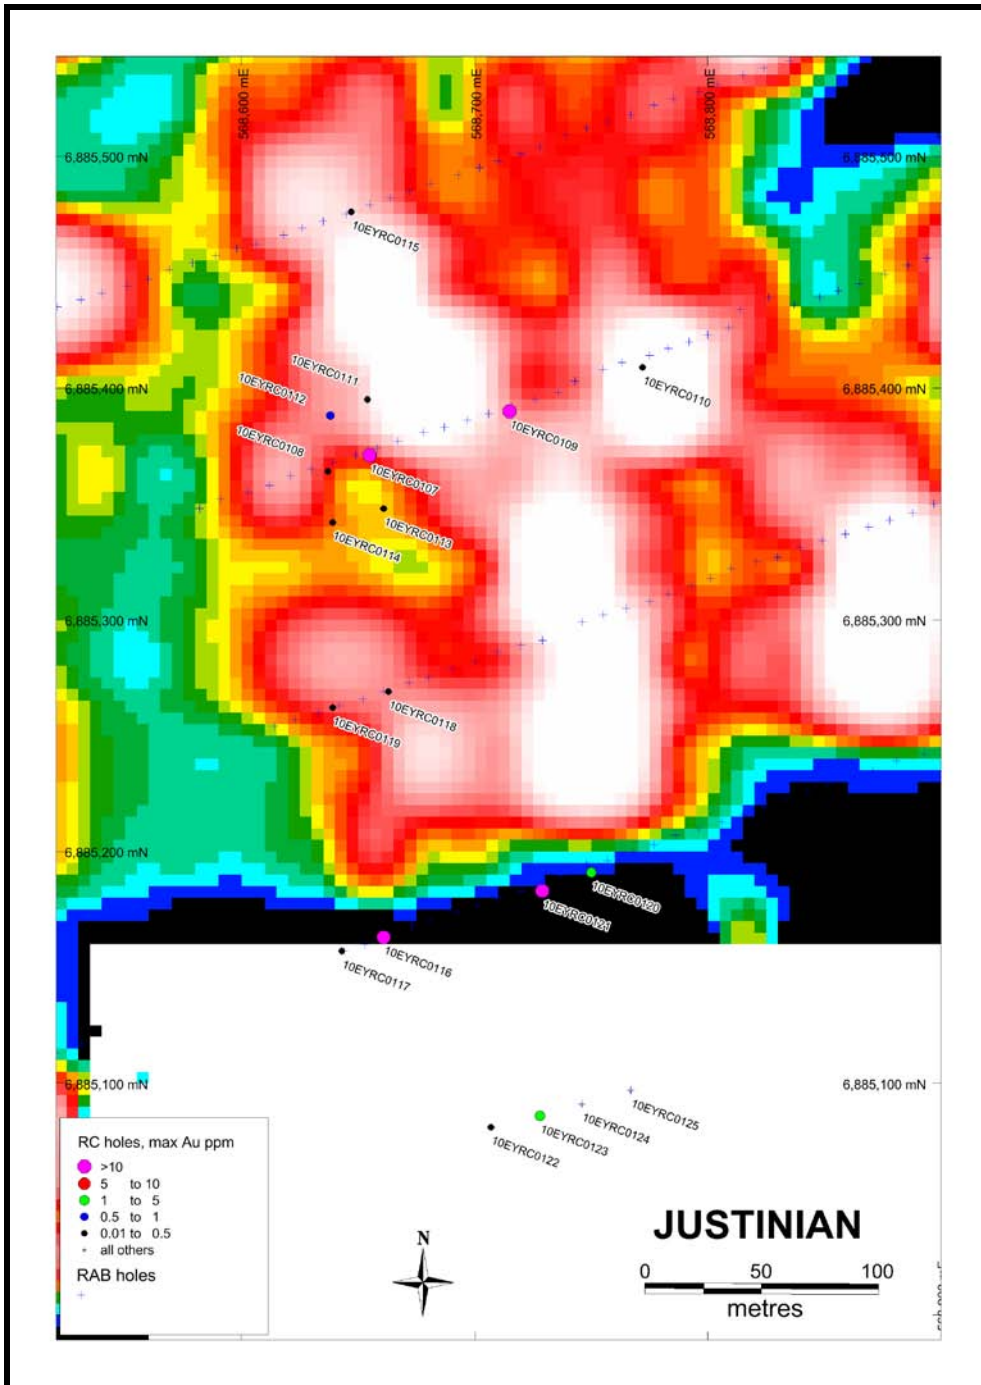 568,600 mE
568,700 mE
568,800 mE
6,885,500 mN
6,885,500 mN
10EYRC0115
10EYRC0111
10EYRC0112
6,885,400 mN
6,885,400 mN
10EYRC0110
10EYRC0109
10EYRC0108
10EYRC0107
10EYRC0113
10EYRC0114
6,885,300 mN
6,885,300 mN
10EYRC0118
10EYRC0119
6,885,200 mN
6,885,200 mN
10EYRC0120
10EYRC0121
10EYRC0116
10EYRC0117
6,885,100 mN
6,885,100 mN
10EYRC0125
10EYRC0124
10EYRC0123
10EYRC0122
RC holes, max Au ppm
>10
5 to 10
1 to 5
0.5 to 1
0.01 to 0.5
all others
RAB holes
N
JUSTINIAN
0 50 100
metres